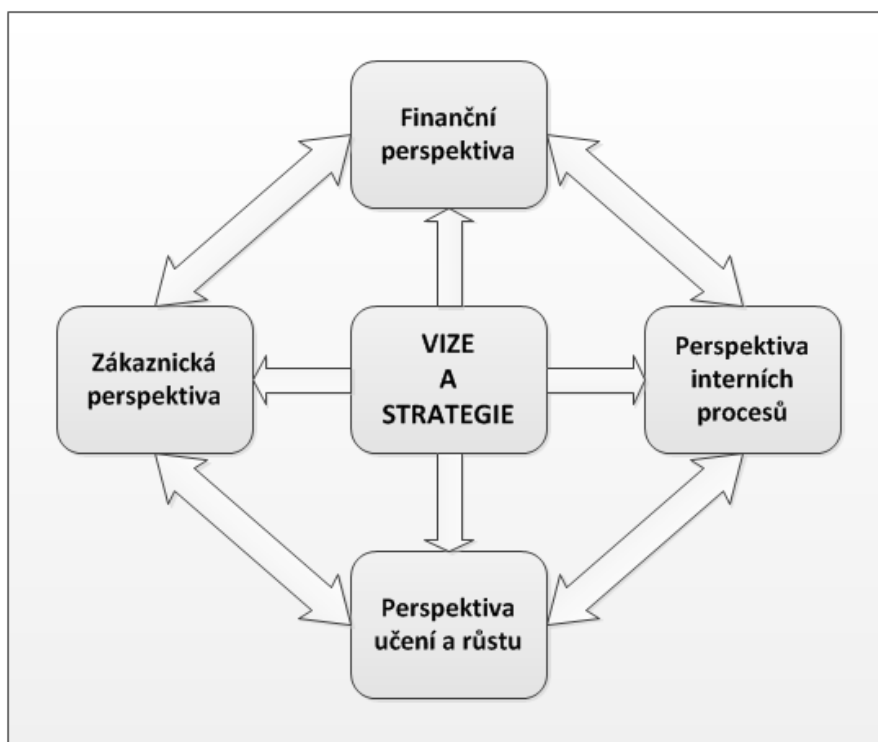 Finanční
perspektiva
Zákaznická
perspektiva
VIZE
A
STRATEGIE
Perspektiva
interních
procesů
Perspektiva
učení a růstu